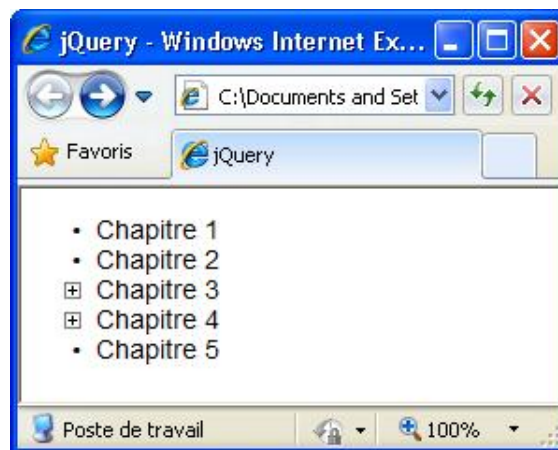 jQuery - Windows Internet Ex...
C:\Documents and Set
Favoris
jQuery
Chapitre 1
Chapitre 2
Chapitre 3
Chapitre 4
Chapitre 5
Poste de travail
100%